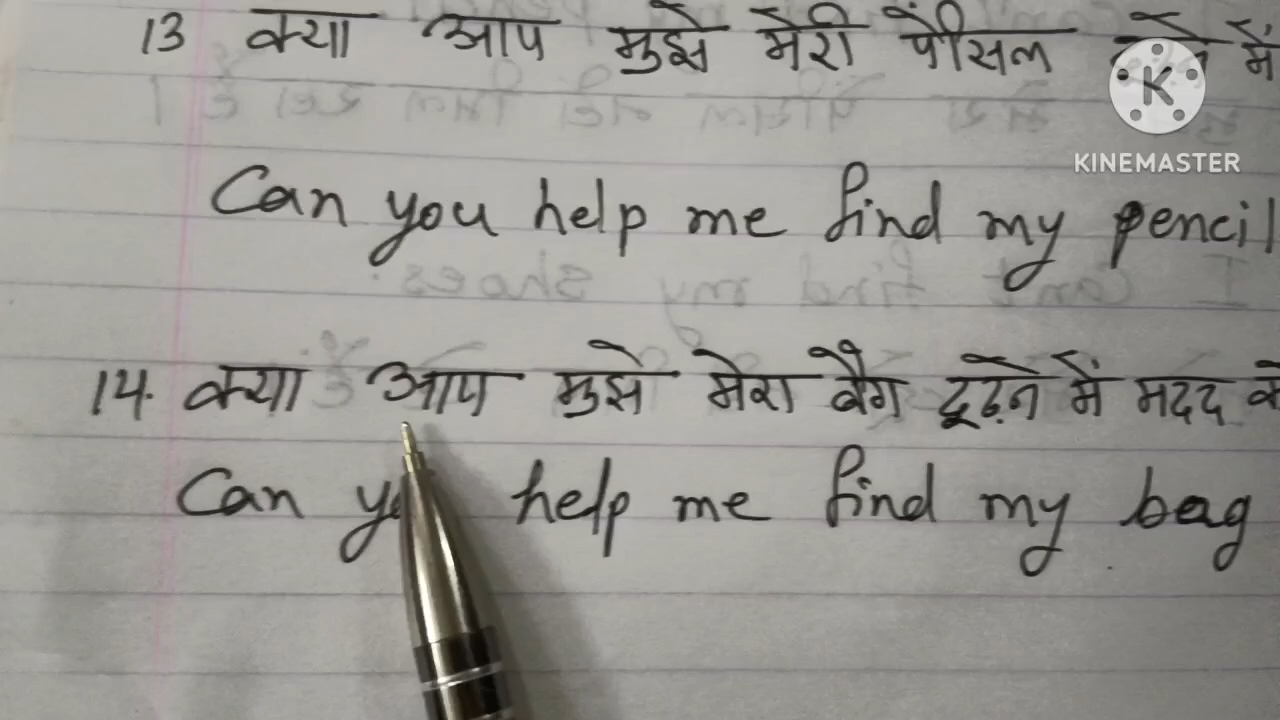 13 क्या आप मुझे मेरी पेंसिल में
K
KINEMASTER
Can you help me find my pencil
14. क्या आप मुझे मेरा बैग ढूढ़ने में मदद
Can help me find my bag